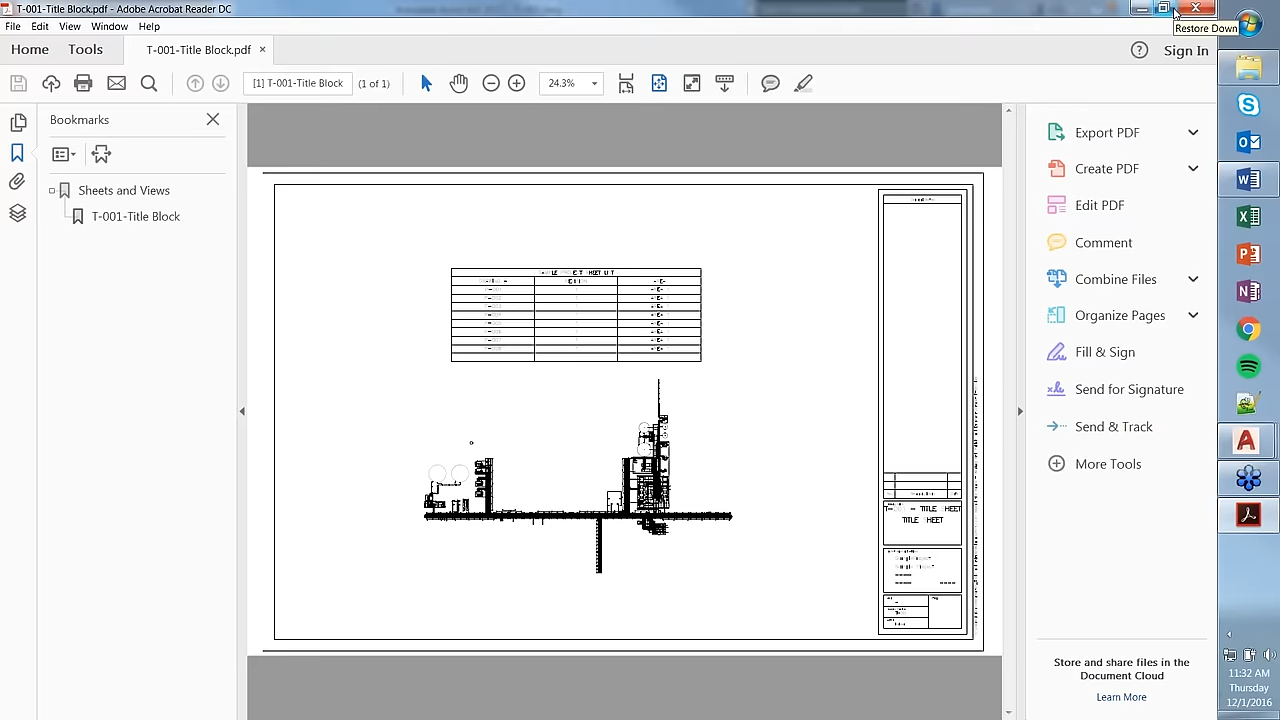 T-001-Title Block.pdf - Adobe Acrobat Reader DC
Restore Down
File Edit View Window Help
Home Tools T-001-Title Block.pdf × Sign In
[1] T-001-Title Block (1 of 1) 24.3%
Bookmarks
Sheets and Views
T-001-Title Block
TITLE SHEET
TITLE SHEET
Export PDF
Create PDF
Edit PDF
Comment
Combine Files
Organize Pages
Fill & Sign
Send for Signature
Send & Track
More Tools
Store and share files in the
Document Cloud
Learn More
11:32 AM
Thursday
12/1/2016